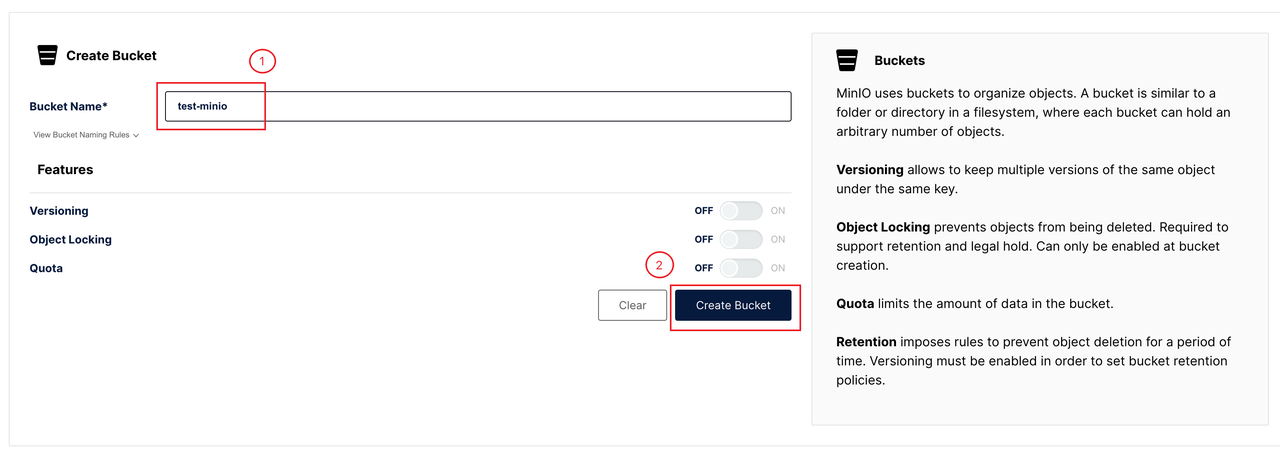 Create Bucket
1
Bucket Name*
test-minio
View Bucket Naming Rules
Features
Versioning
OFF
ON
Object Locking
OFF
ON
Quota
2
OFF
ON
Clear
Create Bucket
Buckets
MinIO uses buckets to organize objects. A bucket is similar to a
folder or directory in a filesystem, where each bucket can hold an
arbitrary number of objects.
Versioning allows to keep multiple versions of the same object
under the same key.
Object Locking prevents objects from being deleted. Required to
support retention and legal hold. Can only be enabled at bucket
creation.
Quota limits the amount of data in the bucket.
Retention imposes rules to prevent object deletion for a period of
time. Versioning must be enabled in order to set bucket retention
policies.